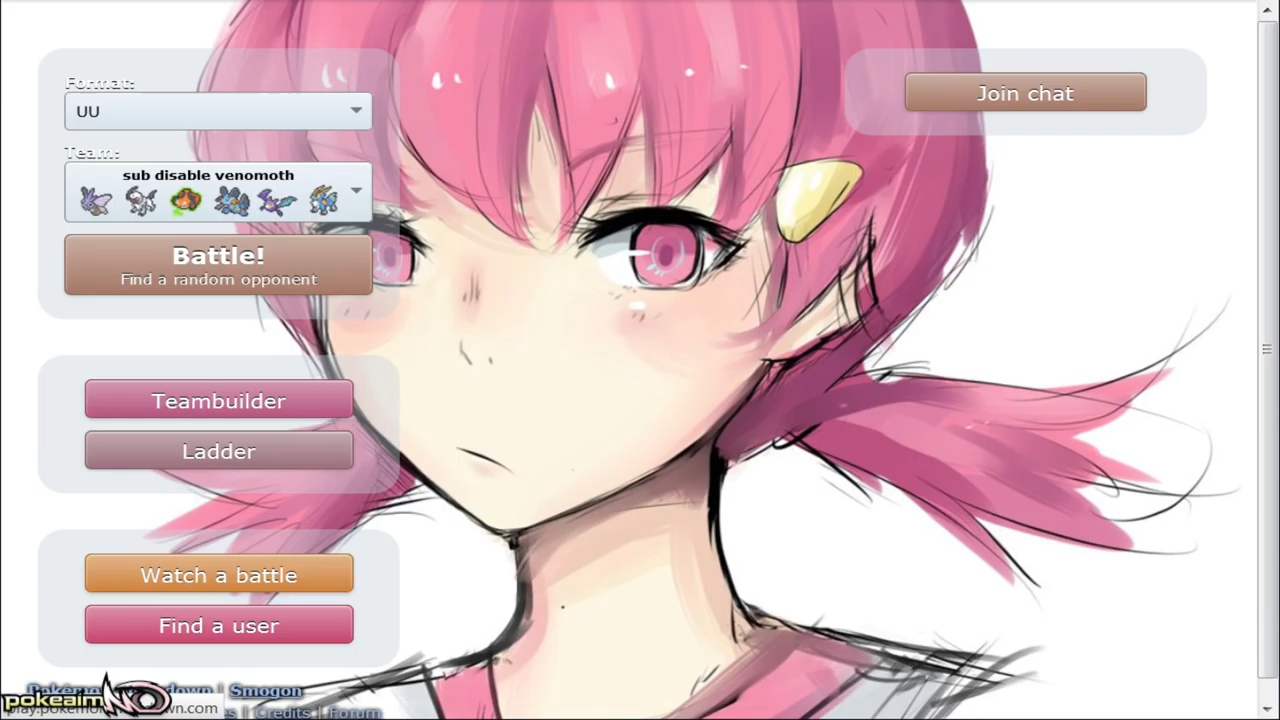 Format:
UU
Team:
sub disable venomoth
Battle!
Find a random opponent
Join chat
Teambuilder
Ladder
Watch a battle
Find a user
Smogon
pokeaimNO
Credits | Forum